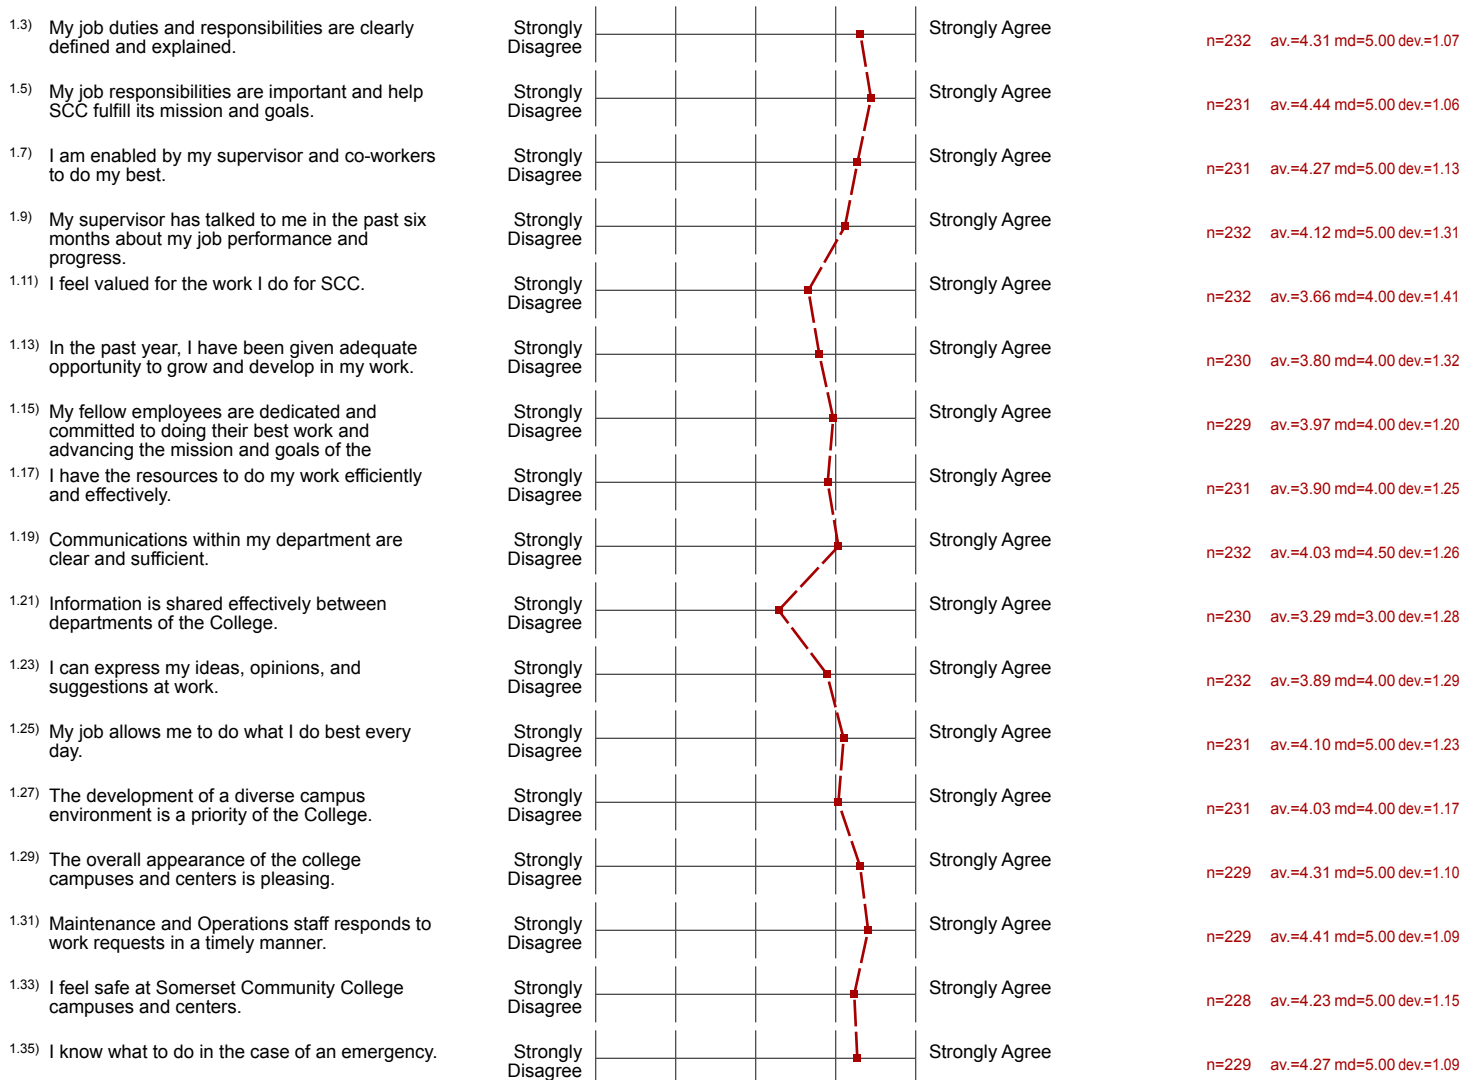 1.3) My job duties and responsibilities are clearly
defined and explained.
Strongly
Disagree
Strongly Agree
n=232 av.=4.31 md=5.00 dev.=1.07
1.5) My job responsibilities are important and help
SCC fulfill its mission and goals.
Strongly
Disagree
Strongly Agree
n=231 av.=4.44 md=5.00 dev.=1.06
1.7) I am enabled by my supervisor and co-workers
to do my best.
Strongly
Disagree
Strongly Agree
n=231 av.=4.27 md=5.00 dev.=1.13
1.9) My supervisor has talked to me in the past six
months about my job performance and
progress.
Strongly
Disagree
Strongly Agree
n=232 av.=4.12 md=5.00 dev.=1.31
1.11) I feel valued for the work I do for SCC.
Strongly
Disagree
Strongly Agree
n=232 av.=3.66 md=4.00 dev.=1.41
1.13) In the past year, I have been given adequate
opportunity to grow and develop in my work.
Strongly
Disagree
Strongly Agree
n=230 av.=3.80 md=4.00 dev.=1.32
1.15) My fellow employees are dedicated and
committed to doing their best work and
advancing the mission and goals of the
Strongly
Disagree
Strongly Agree
n=229 av.=3.97 md=4.00 dev.=1.20
1.17) I have the resources to do my work efficiently
and effectively.
Strongly
Disagree
Strongly Agree
n=231 av.=3.90 md=4.00 dev.=1.25
1.19) Communications within my department are
clear and sufficient.
Strongly
Disagree
Strongly Agree
n=232 av.=4.03 md=4.50 dev.=1.26
1.21) Information is shared effectively between
departments of the College.
Strongly
Disagree
Strongly Agree
n=230 av.=3.29 md=3.00 dev.=1.28
1.23) I can express my ideas, opinions, and
suggestions at work.
Strongly
Disagree
Strongly Agree
n=232 av.=3.89 md=4.00 dev.=1.29
1.25) My job allows me to do what I do best every
day.
Strongly
Disagree
Strongly Agree
n=231 av.=4.10 md=5.00 dev.=1.23
1.27) The development of a diverse campus
environment is a priority of the College.
Strongly
Disagree
Strongly Agree
n=231 av.=4.03 md=4.00 dev.=1.17
1.29) The overall appearance of the college
campuses and centers is pleasing.
Strongly
Disagree
Strongly Agree
n=229 av.=4.31 md=5.00 dev.=1.10
1.31) Maintenance and Operations staff responds to
work requests in a timely manner.
Strongly
Disagree
Strongly Agree
n=229 av.=4.41 md=5.00 dev.=1.09
1.33) I feel safe at Somerset Community College
campuses and centers.
Strongly
Disagree
Strongly Agree
n=228 av.=4.23 md=5.00 dev.=1.15
1.35) I know what to do in the case of an emergency.
Strongly
Disagree
Strongly Agree
n=229 av.=4.27 md=5.00 dev.=1.09